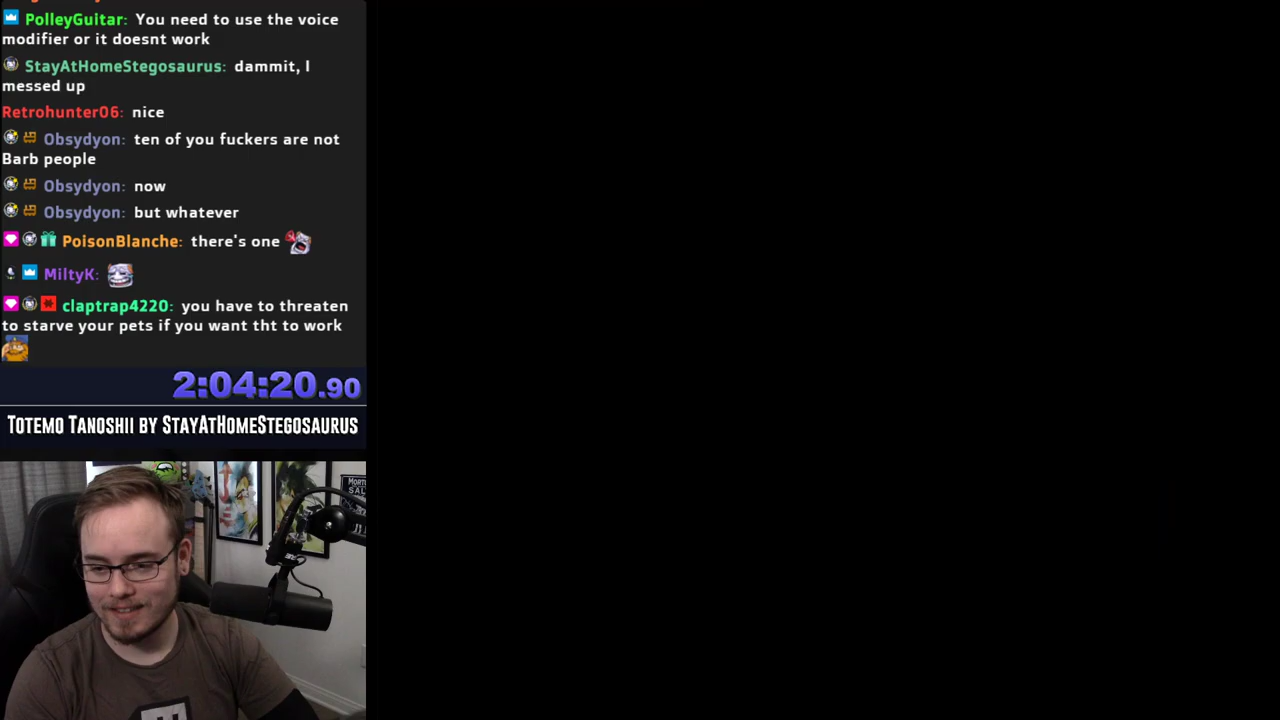 PolleyGuitar: You need to use the voice
modifier or it doesnt work
StayAtHomeStegosaurus: dammit, I
messed up
Retrohunter06: nice
Obsydyon: ten of you fuckers are not
Barb people
Obsydyon: now
Obsydyon: but whatever
PoisonBlanche: there's one
MiltyK:
claptrap4220: you have to threaten
to starve your pets if you want tht to work
2:04:20.90
Totemo Tanoshii by StayAtHomeStegosaurus